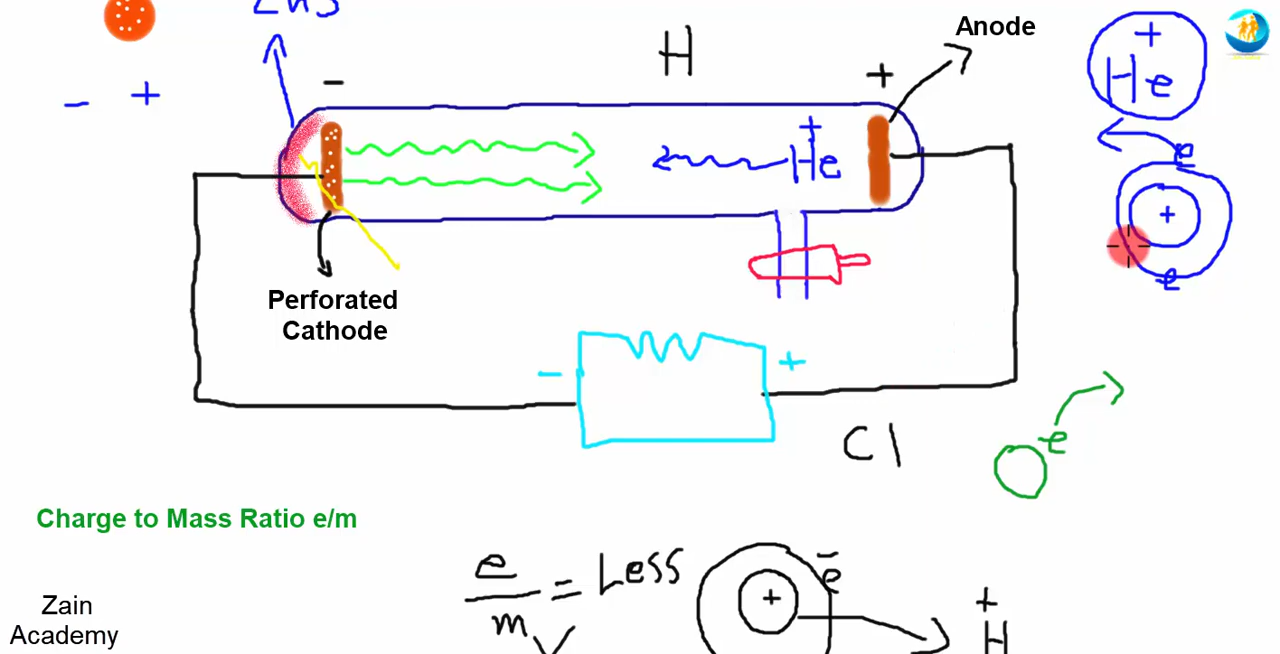 ZnS
H
Anode
+
He
- +
-
+
+
He
e
+
e
Perforated
Cathode
-
+
Cl
e
Charge to Mass Ratio e/m
e
m
= Less
+
-
e
+
H
Zain
Academy